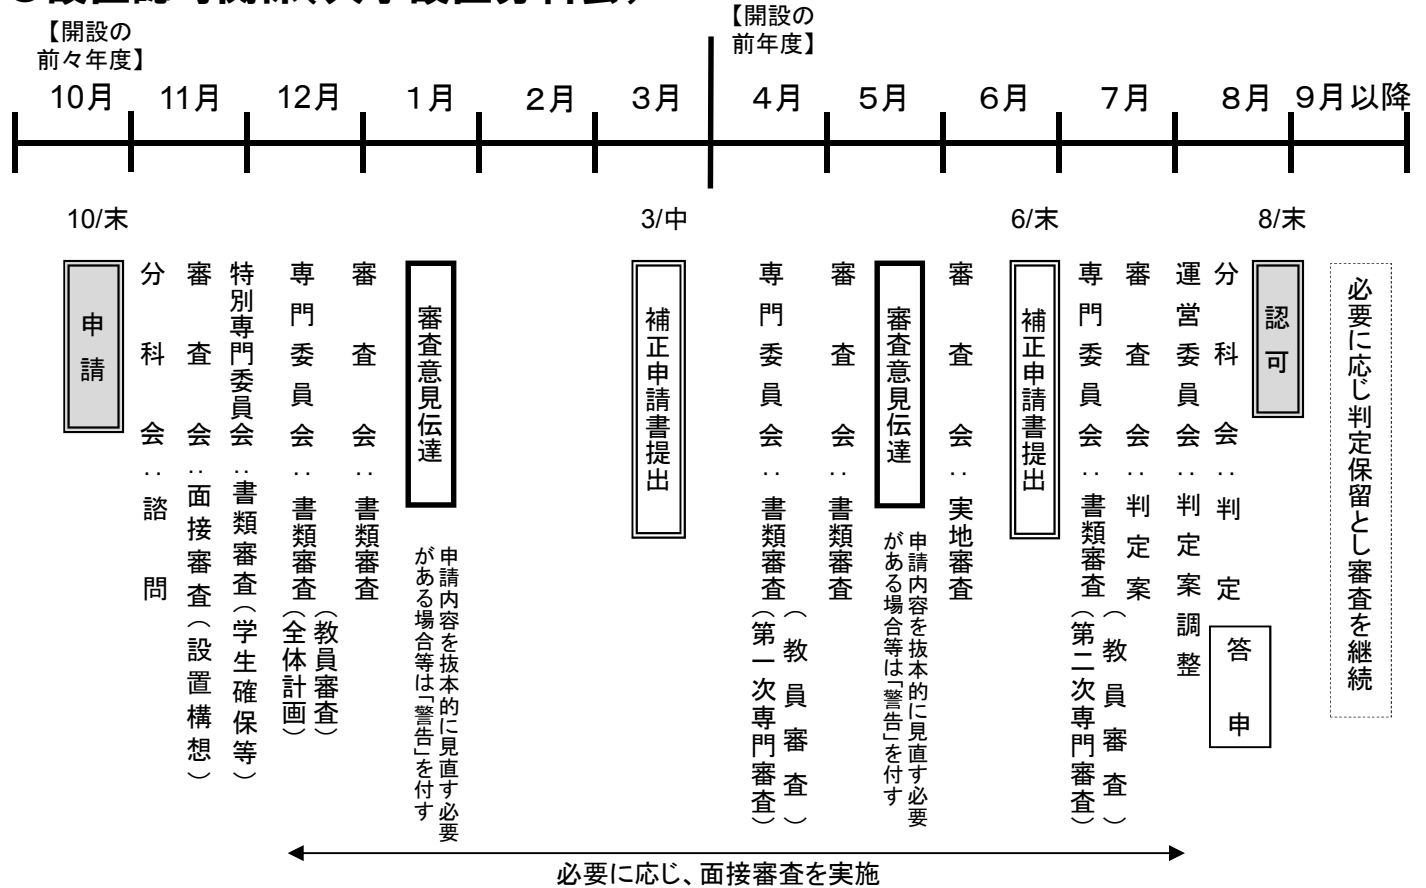 【開設の
前々年度】
【開設の
前年度】
10月 11月 12月 1月 2月 3月 4月 5月 6月 7月 8月 9月以降
10/末
3/中
6/末
8/末
申請
分科会：諮問
審査会：面接審査（設置構想）
特別専門委員会：書類審査（学生確保等）
専門委員会：書類審査
（教員審査）
（全体計画）
審査会：書類審査
審査意見伝達
申請内容を抜本的に見直す必要
がある場合等は「警告」を付す
補正申請書提出
専門委員会：書類審査
（教員審査）
（第一次専門審査）
審査会：書類審査
審査意見伝達
申請内容を抜本的に見直す必要
がある場合等は「警告」を付す
審査会：実地審査
補正申請書提出
専門委員会：書類審査
（教員審査）
（第二次専門審査）
審査会：判定案
運営委員会：判定案調整
分科会：判定
答申
認可
必要に応じ判定保留とし審査を継続
必要に応じ、面接審査を実施